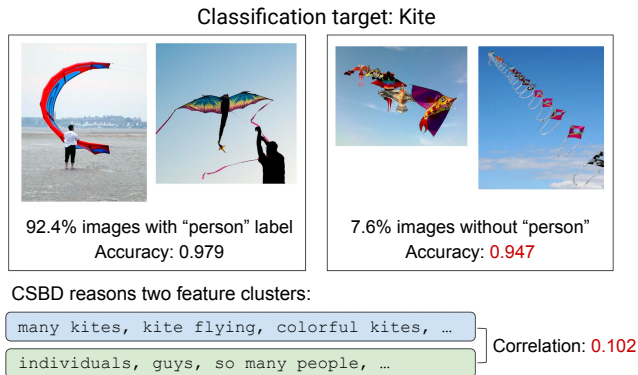 Classification target: Kite
92.4% images with “person” label
Accuracy: 0.979
7.6% images without “person”
Accuracy: 0.947
CSBD reasons two feature clusters:
many kites, kite flying, colorful kites, …
individuals, guys, so many people, …
Correlation: 0.102